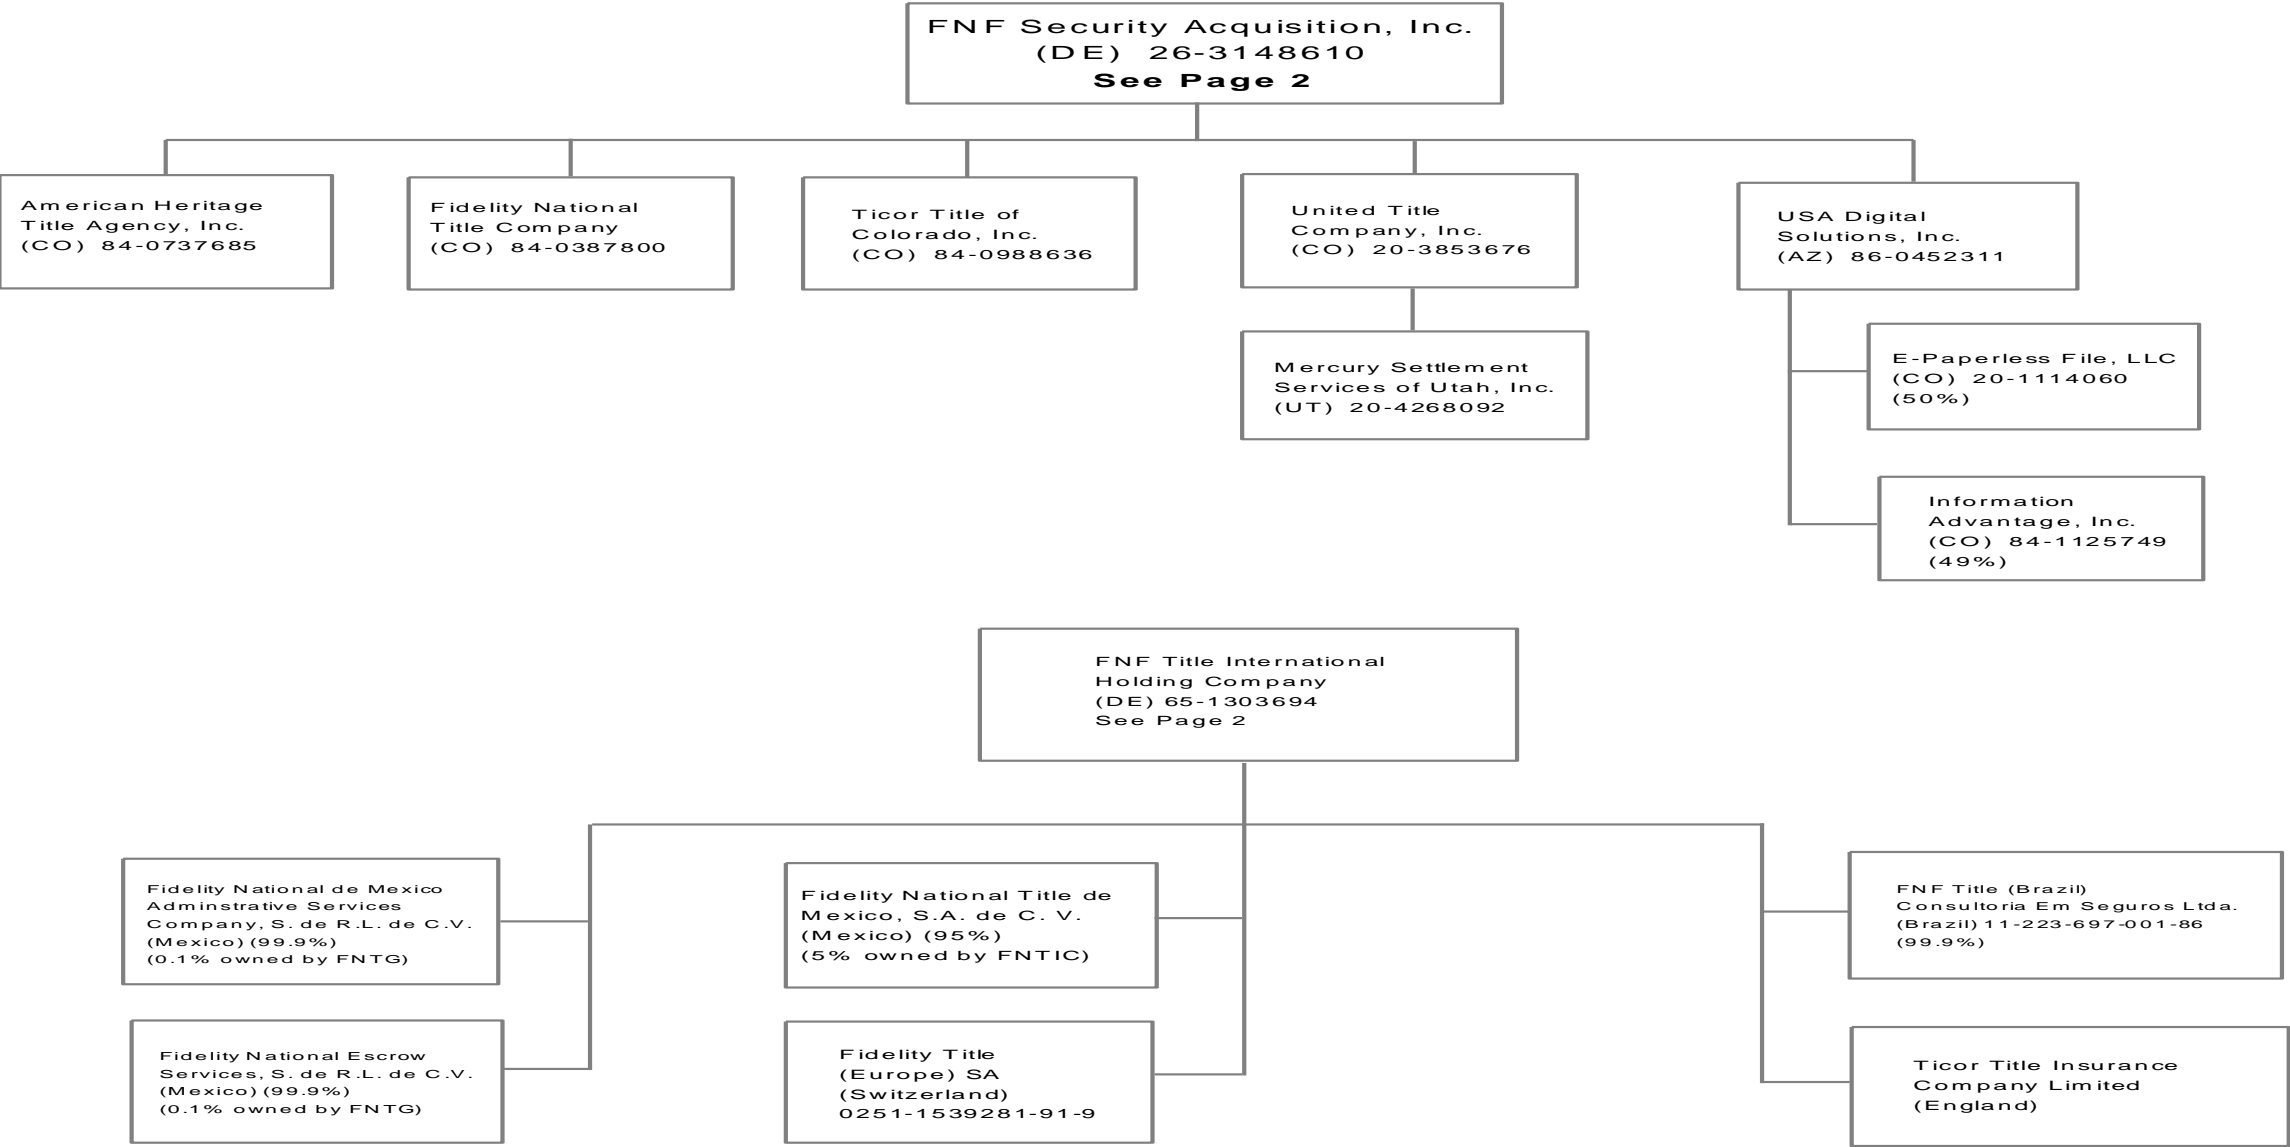 FNF Security Acquisition, Inc.
(DE) 26-3148610
See Page 2
American Heritage
Title Agency, Inc.
(CO) 84-0737685
Fidelity National
Title Company
(CO) 84-0387800
Ticor Title of
Colorado, Inc.
(CO) 84-0988636
United Title
Company, Inc.
(CO) 20-3853676
USA Digital
Solutions, Inc.
(AZ) 86-0452311
Mercury Settlement
Services of Utah, Inc.
(UT) 20-4268092
E-Paperless File, LLC
(CO) 20-1114060
(50%)
Information
Advantage, Inc.
(CO) 84-1125749
(49%)
FNF Title International
Holding Company
(DE) 65-1303694
See Page 2
Fidelity National de Mexico
Adminstrative Services
Company, S. de R.L. de C.V.
(Mexico) (99.9%)
(0.1% owned by FNTG)
Fidelity National Title de
Mexico, S.A. de C. V.
(Mexico) (95%)
(5% owned by FNTIC)
FNF Title (Brazil)
Consultoria Em Seguros Ltda.
(Brazil) 11-223-697-001-86
(99.9%)
Fidelity National Escrow
Services, S. de R.L. de C.V.
(Mexico) (99.9%)
(0.1% owned by FNTG)
Fidelity Title
(Europe) SA
(Switzerland)
0251-1539281-91-9
Ticor Title Insurance
Company Limited
(England)